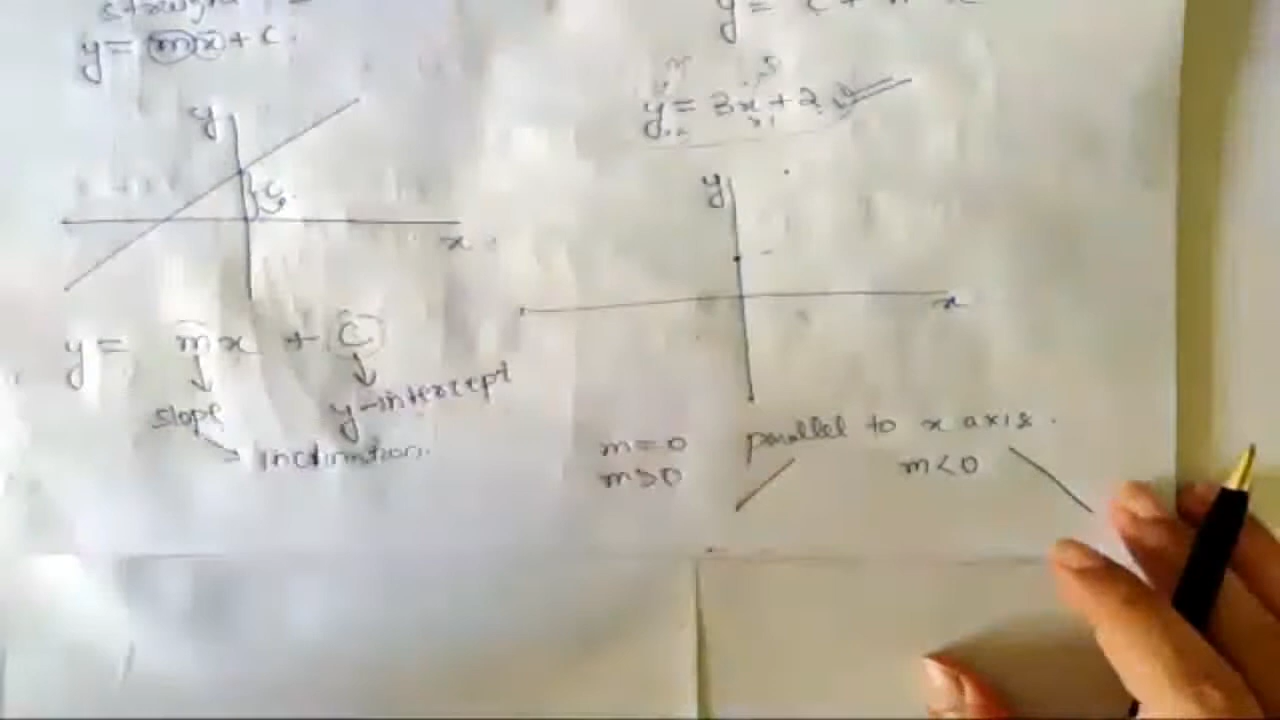 y = mx + c.
y
c
x
y = mx + c
slope
y-intercept
inclination.
y = 3x + 2
y
x
m = 0 parallel to x axis.
m > 0
m < 0